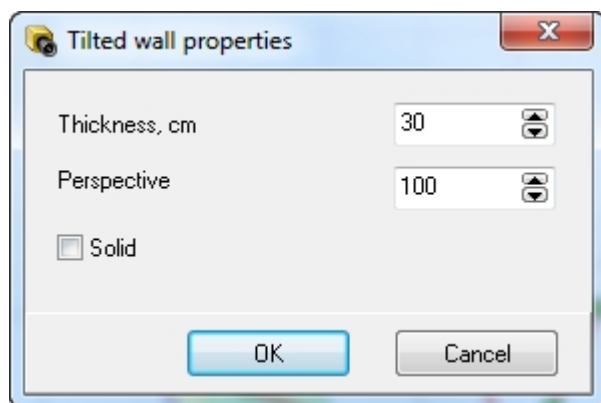 Tilted wall properties
Thickness, cm 30
Perspective 100
Solid
OK Cancel